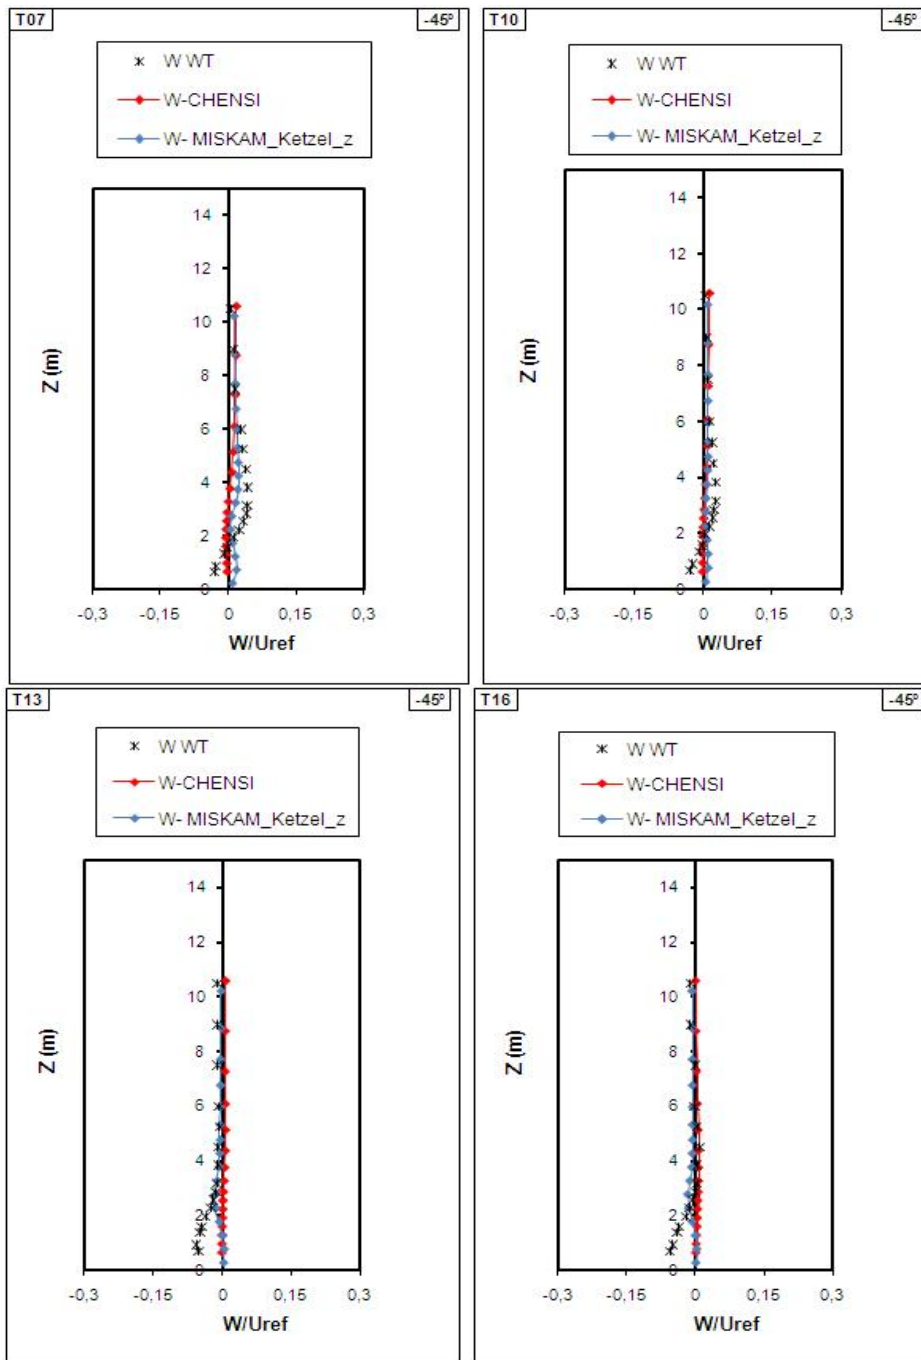 T07
-45º
W WT
W-CHENSI
W- MISKAM_Ketzel_z
14
12
10
8
6
4
2
0
Z (m)
-0,3 -0,15 0 0,15 0,3
W/Uref
T10
-45º
W WT
W-CHENSI
W- MISKAM_Ketzel_z
14
12
10
8
6
4
2
0
Z (m)
-0,3 -0,15 0 0,15 0,3
W/Uref
T13
-45º
W WT
W-CHENSI
W- MISKAM_Ketzel_z
14
12
10
8
6
4
2
0
Z (m)
-0,3 -0,15 0 0,15 0,3
W/Uref
T16
-45º
W WT
W-CHENSI
W- MISKAM_Ketzel_z
14
12
10
8
6
4
2
0
Z (m)
-0,3 -0,15 0 0,15 0,3
W/Uref